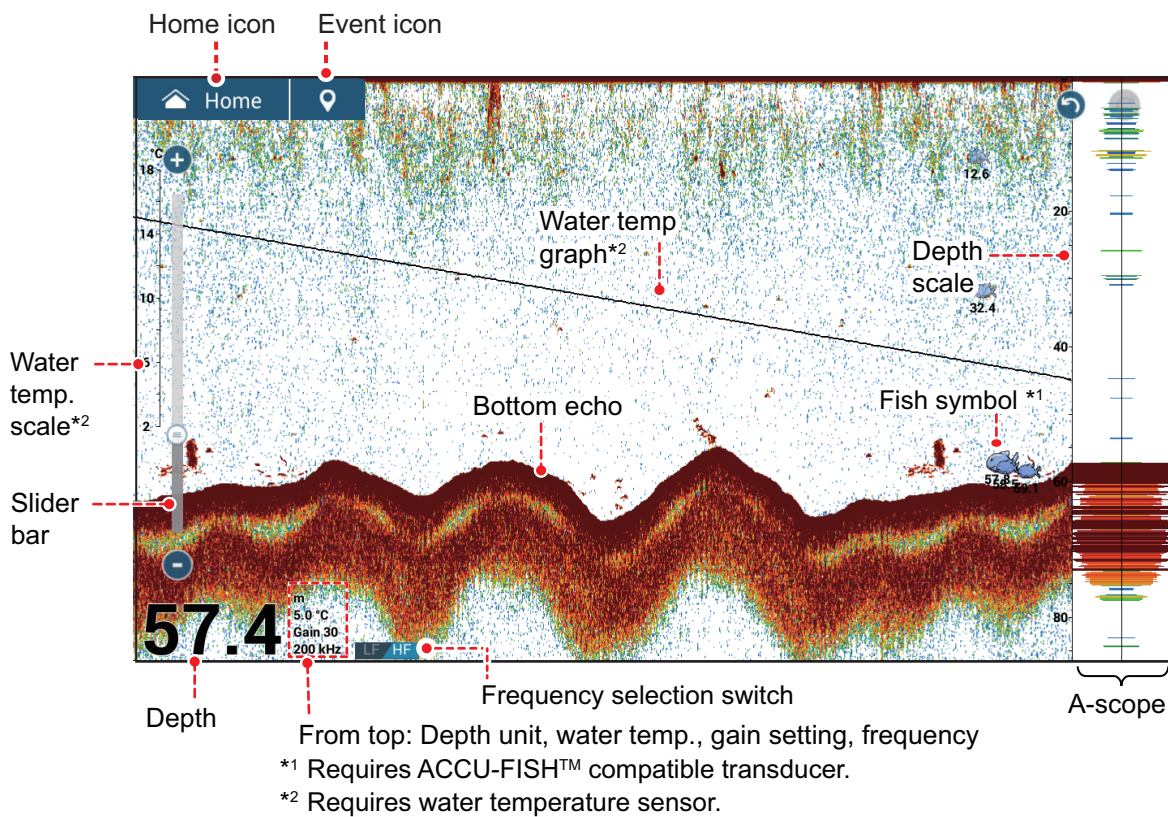 Home icon
Event icon
Home
°C
18
14
10
2
12.6
20
Water temp
graph*2
Depth
scale
32.4
40
Water
temp.
scale*2
Bottom echo
Fish symbol *1
57.8
59.1
60
Slider
bar
57.4
m
5.0 °C
Gain 30
200 kHz
LF HF
80
Depth
Frequency selection switch
A-scope
From top: Depth unit, water temp., gain setting, frequency
*1 Requires ACCU-FISH™ compatible transducer.
*2 Requires water temperature sensor.